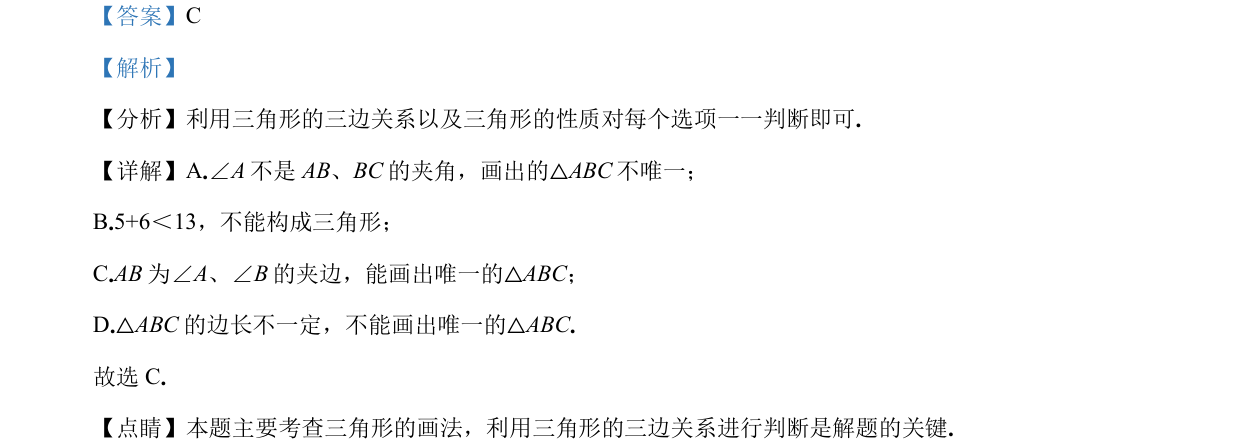 【答案】C
【解析】
【分析】利用三角形的三边关系以及三角形的性质对每个选项一一判断即可.
【详解】A.∠A 不是 AB、BC 的夹角，画出的△ABC 不唯一；
B.5+6＜13，不能构成三角形；
C.AB 为∠A、∠B 的夹边，能画出唯一的△ABC；
D.△ABC 的边长不一定，不能画出唯一的△ABC.
故选 C.
【点睛】本题主要考查三角形的画法，利用三角形的三边关系进行判断是解题的关键.